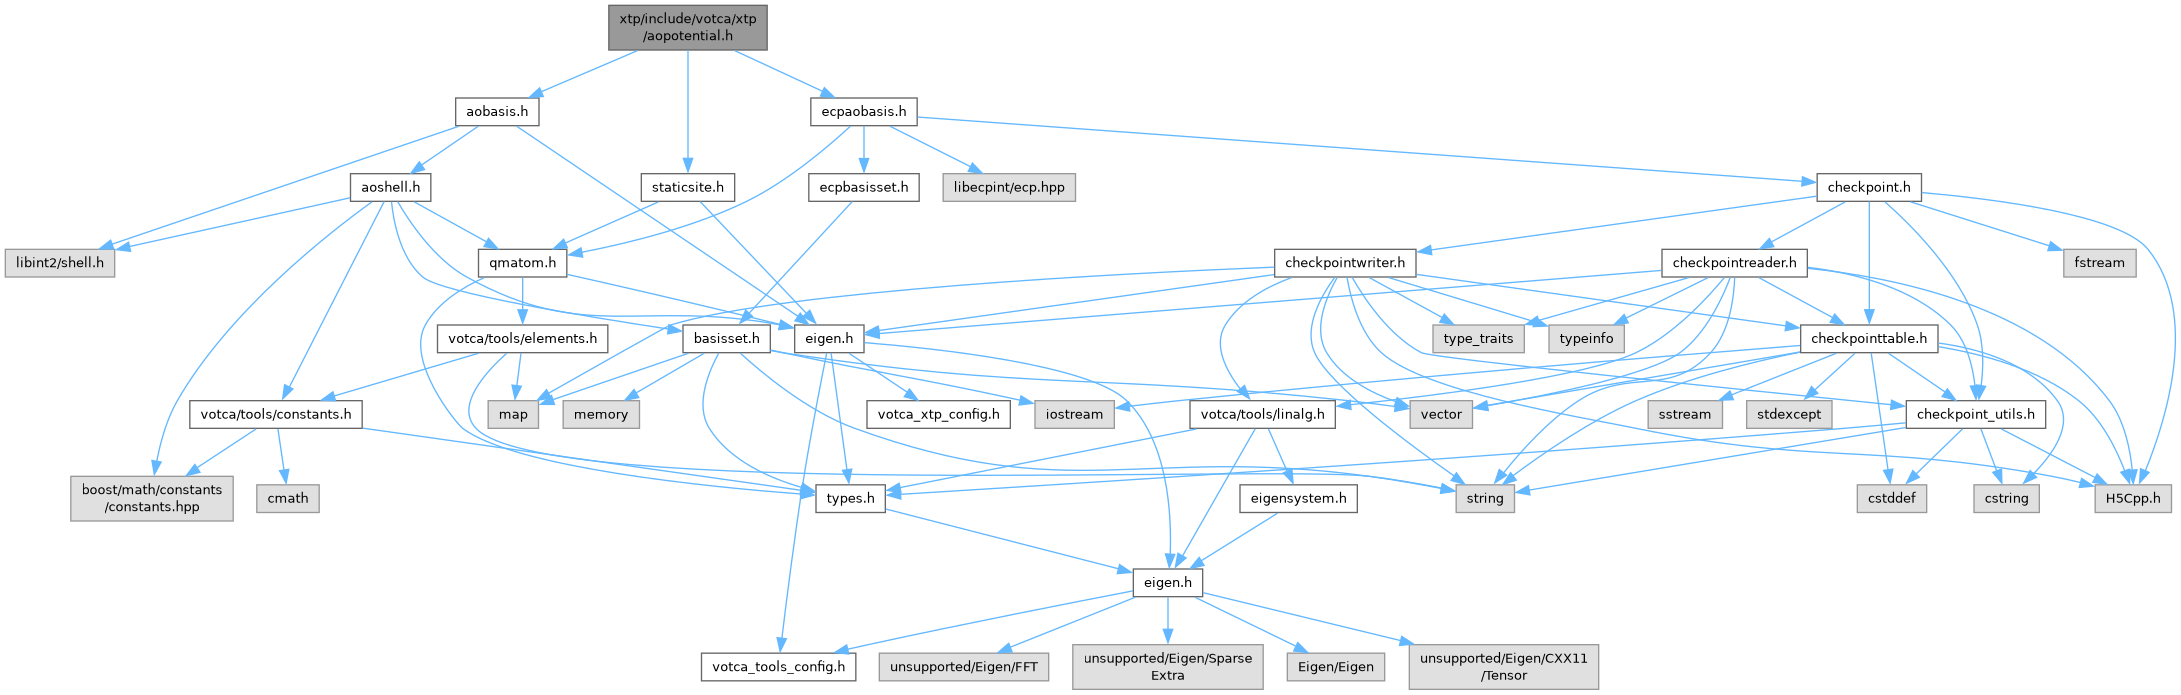 xtp/include/votca/xtp
/aopotential.h
aobasis.h
ecpaobasis.h
aoshell.h
staticsite.h
ecpbasisset.h
libecpint/ecp.hpp
checkpoint.h
libint2/shell.h
qmatom.h
checkpointwriter.h
checkpointreader.h
fstream
votca/tools/elements.h
basisset.h
eigen.h
type_traits
typeinfo
checkpointtable.h
votca/tools/constants.h
map
memory
votca_xtp_config.h
iostream
votca/tools/linalg.h
vector
sstream
stdexcept
checkpoint_utils.h
boost/math/constants
/constants.hpp
cmath
types.h
eigensystem.h
string
cstddef
cstring
H5Cpp.h
eigen.h
votca_tools_config.h
unsupported/Eigen/FFT
unsupported/Eigen/Sparse
Extra
Eigen/Eigen
unsupported/Eigen/CXX11
/Tensor